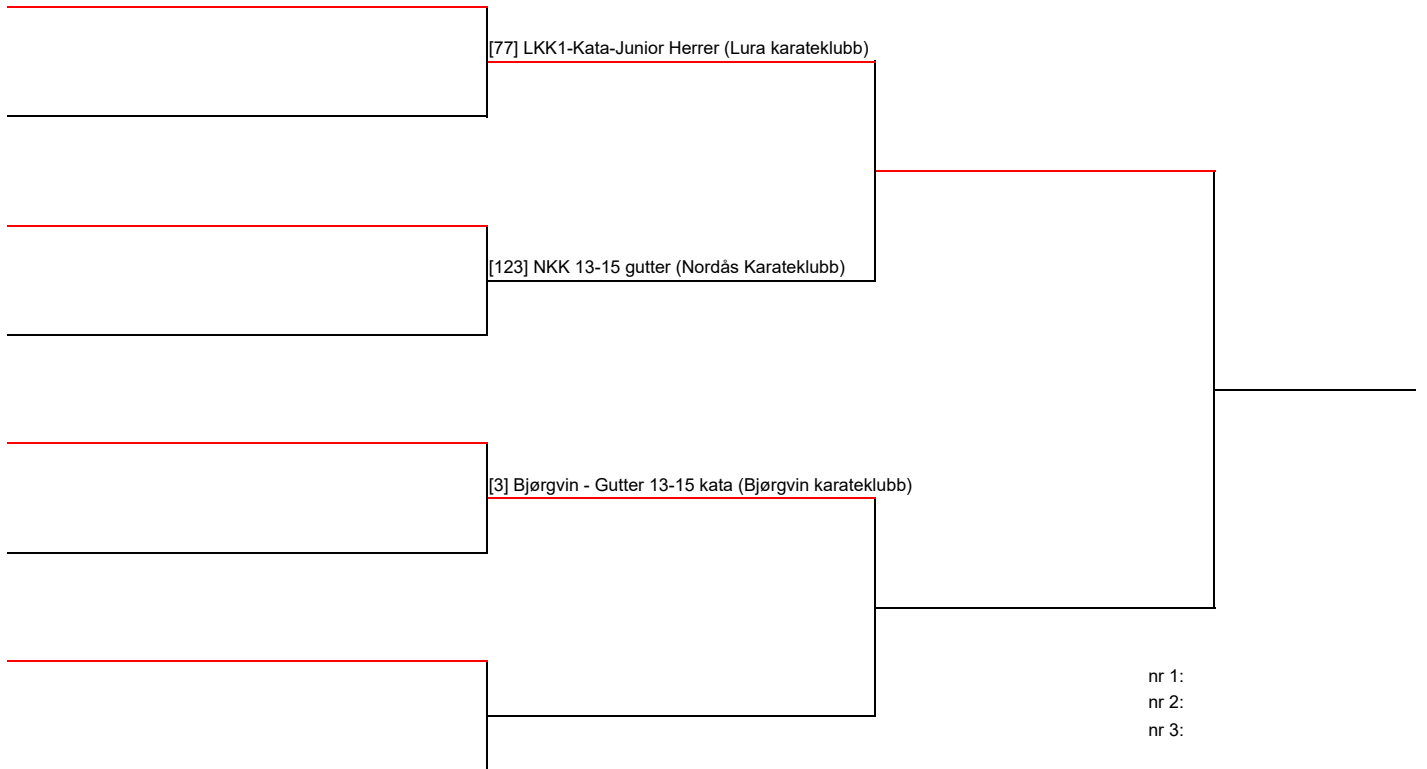 [77] LKK1-Kata-Junior Herrer (Lura karateklubb)
[123] NKK 13-15 gutter (Nordås Karateklubb)
[3] Bjørgvin - Gutter 13-15 kata (Bjørgvin karateklubb)
nr 1:
nr 2:
nr 3: